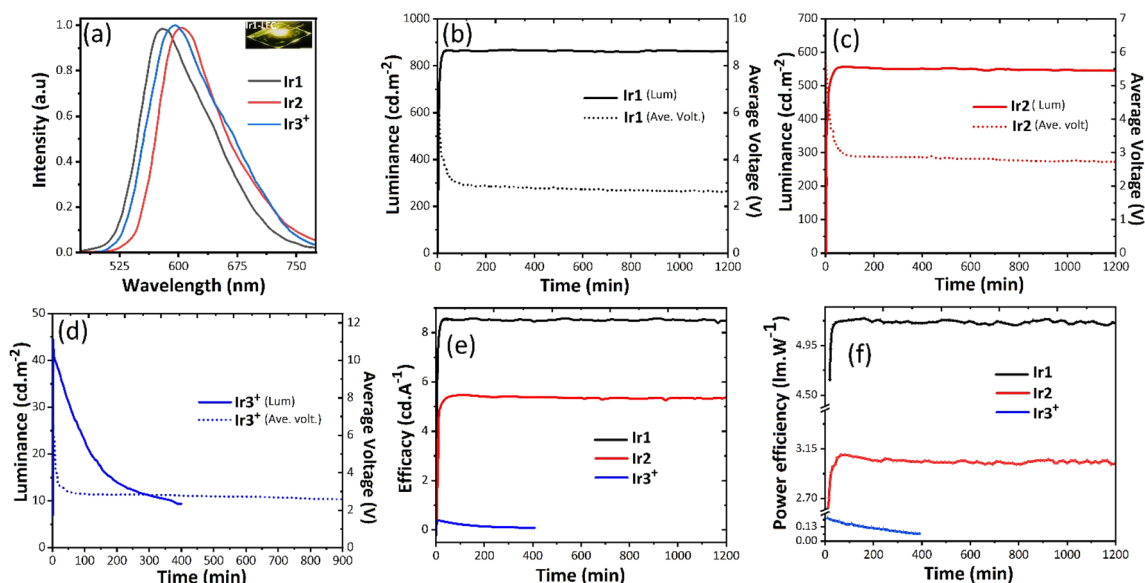 (a)
Ir1-LEC
Intensity (a.u)
1.0
0.8
0.6
0.4
0.2
0.0
Ir1
Ir2
Ir3+
525 600 675 750
Wavelength (nm)
(b)
Luminance (cd.m-2)
1000
800
600
400
200
0
Ir1 (Lum)
Ir1 (Ave. Volt.)
10
8
6
4
2
0
Average Voltage (V)
0 200 400 600 800 1000 1200
Time (min)
(c)
Luminance (cd.m-2)
700
600
500
400
300
200
100
0
Ir2 ( Lum)
Ir2 (Ave. volt)
7
6
5
4
3
2
1
0
Average Voltage (V)
0 200 400 600 800 1000 1200
Time (min)
(d)
Luminance (cd.m-2)
50
40
30
20
10
0
Ir3+ (Lum)
Ir3+ (Ave. volt.)
12
10
8
6
4
2
0
Average Voltage (V)
0 100 200 300 400 500 600 700 800 900
Time (min)
(e)
Efficacy (cd.A-1)
8
6
4
2
0
Ir1
Ir2
Ir3+
0 200 400 600 800 1000 1200
Time (min)
(f)
Power efficiency (lm.W-1)
4.95
4.50
3.15
2.70
0.13
0.00
Ir1
Ir2
Ir3+
0 200 400 600 800 1000 1200
Time (min)